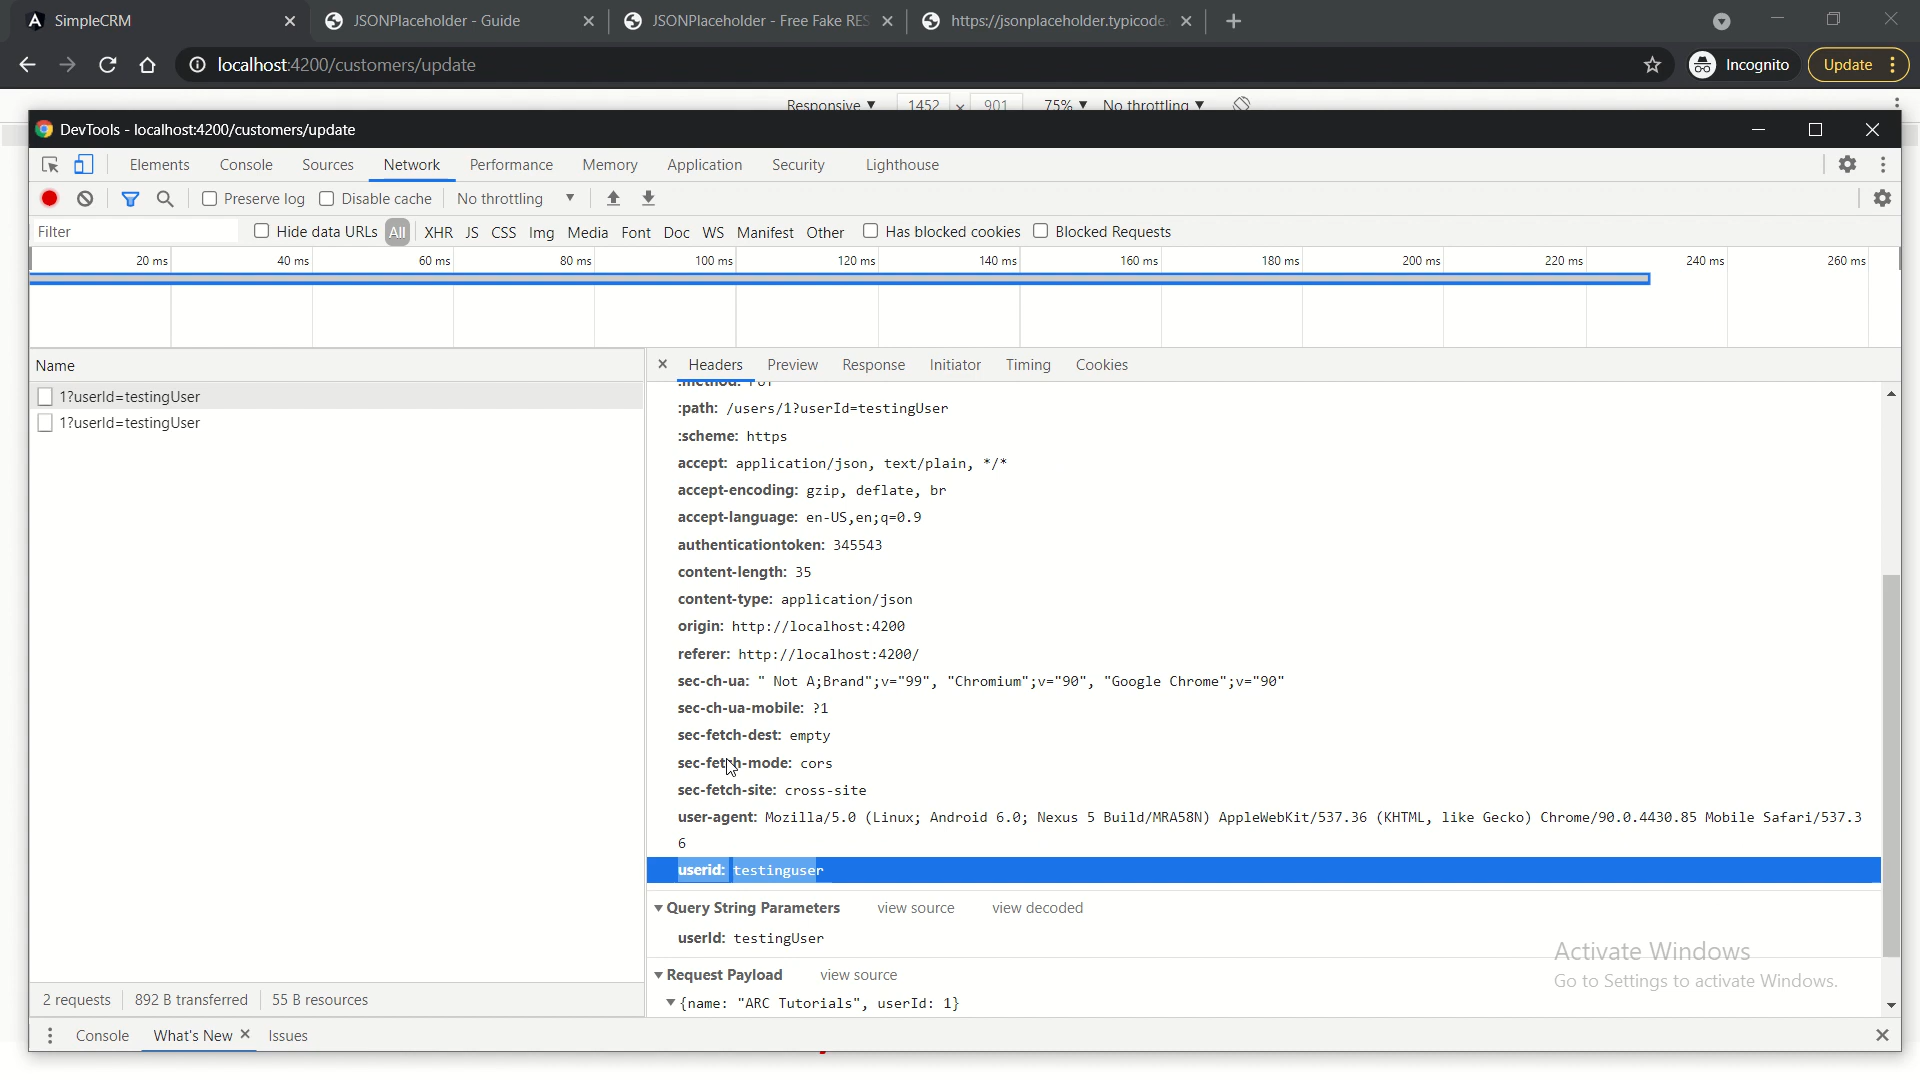 SimpleCRM
JSONPlaceholder - Guide
JSONPlaceholder - Free Fake RES
https://jsonplaceholder.typicode.
localhost:4200/customers/update
Incognito
Update
Responsive ▼ 1452 × 901 75% ▼ No throttling ▼
DevTools - localhost:4200/customers/update
Elements Console Sources Network Performance Memory Application Security Lighthouse
Preserve log Disable cache No throttling ▼
Filter Hide data URLs All XHR JS CSS Img Media Font Doc WS Manifest Other Has blocked cookies Blocked Requests
20 ms 40 ms 60 ms 80 ms 100 ms 120 ms 140 ms 160 ms 180 ms 200 ms 220 ms 240 ms 260 ms
Name
1?userId=testingUser
1?userId=testingUser
2 requests 892 B transferred 55 B resources
Headers Preview Response Initiator Timing Cookies
:method: PUT
:path: /users/1?userId=testingUser
:scheme: https
accept: application/json, text/plain, */*
accept-encoding: gzip, deflate, br
accept-language: en-US,en;q=0.9
authenticationtoken: 345543
content-length: 35
content-type: application/json
origin: http://localhost:4200
referer: http://localhost:4200/
sec-ch-ua: " Not A;Brand";v="99", "Chromium";v="90", "Google Chrome";v="90"
sec-ch-ua-mobile: ?1
sec-fetch-dest: empty
sec-fetch-mode: cors
sec-fetch-site: cross-site
user-agent: Mozilla/5.0 (Linux; Android 6.0; Nexus 5 Build/MRA58N) AppleWebKit/537.36 (KHTML, like Gecko) Chrome/90.0.4430.85 Mobile Safari/537.3
6
userid: testinguser
▼Query String Parameters view source view decoded
userId: testingUser
▼Request Payload view source
▼{name: "ARC Tutorials", userId: 1}
Activate Windows
Go to Settings to activate Windows.
Console What's New Issues